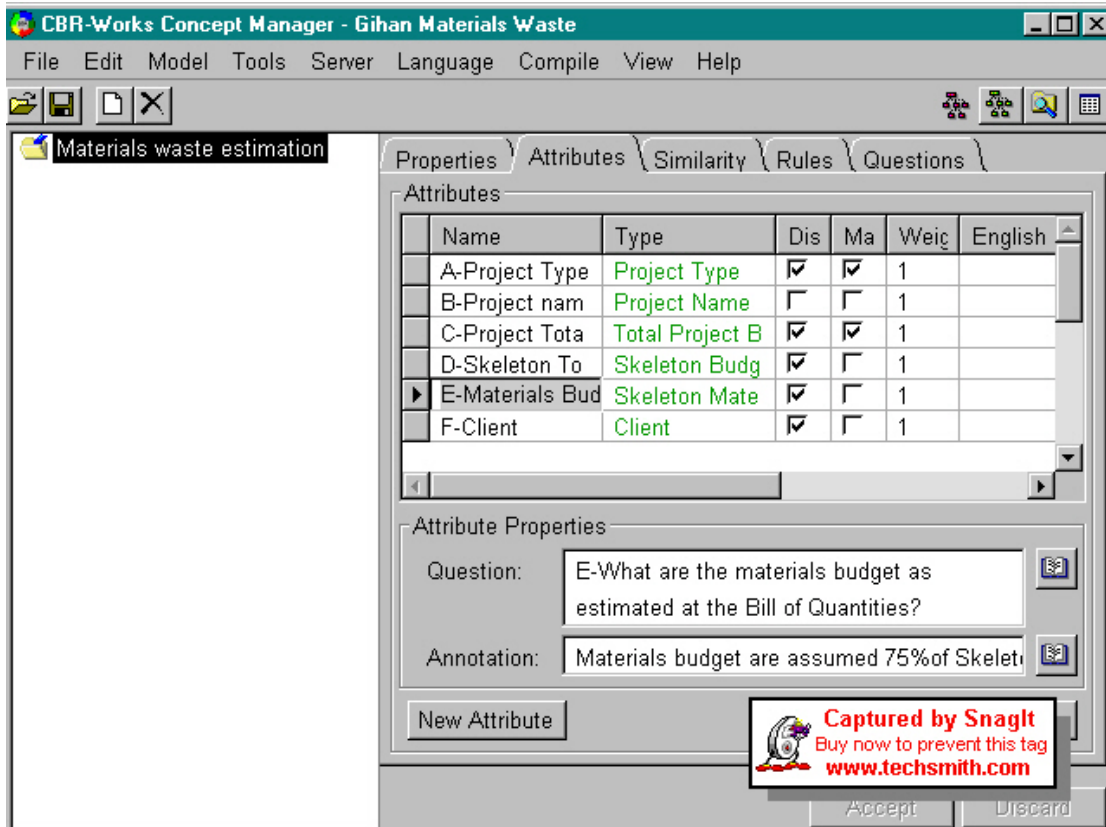 CBR-Works Concept Manager - Gihan Materials Waste
File Edit Model Tools Server Language Compile View Help
Materials waste estimation
Properties Attributes Similarity Rules Questions
Attributes
Name Type Dis Ma Weig English
A-Project Type Project Type 1
B-Project nam Project Name 1
C-Project Tota Total Project B 1
D-Skeleton To Skeleton Budg 1
E-Materials Bud Skeleton Mate 1
F-Client Client 1
Attribute Properties
Question: E-What are the materials budget as
estimated at the Bill of Quantities?
Annotation: Materials budget are assumed 75%of Skelet
New Attribute
Captured by SnagIt
Buy now to prevent this tag
www.techsmith.com
Accept Discard